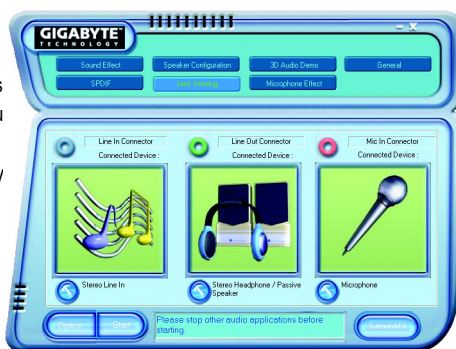 GIGABYTE™
TECHNOLOGY
Sound Effect
Speaker Configuration
3D Audio Demo
General
SPDIF
Jack Sensing
Microphone Effect
s
u
y
Line In Connector
Connected Device :
Line Out Connector
Connected Device :
Mic In Connector
Connected Device :
Stereo Line In
Stereo Headphone / Passive
Speaker
Microphone
Option
Start
Please stop other audio applications before
starting.
Surround Kit